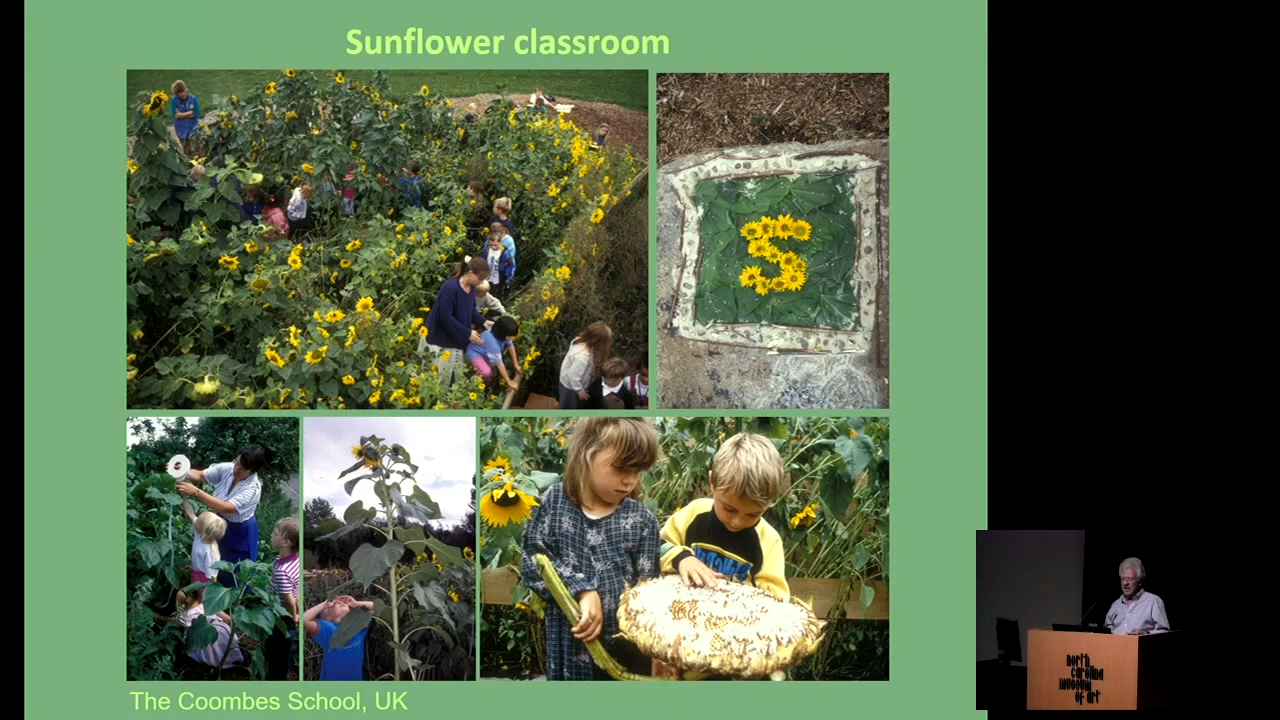 Sunflower classroom
S
The Coombes School, UK
north
carolina
museum
of art